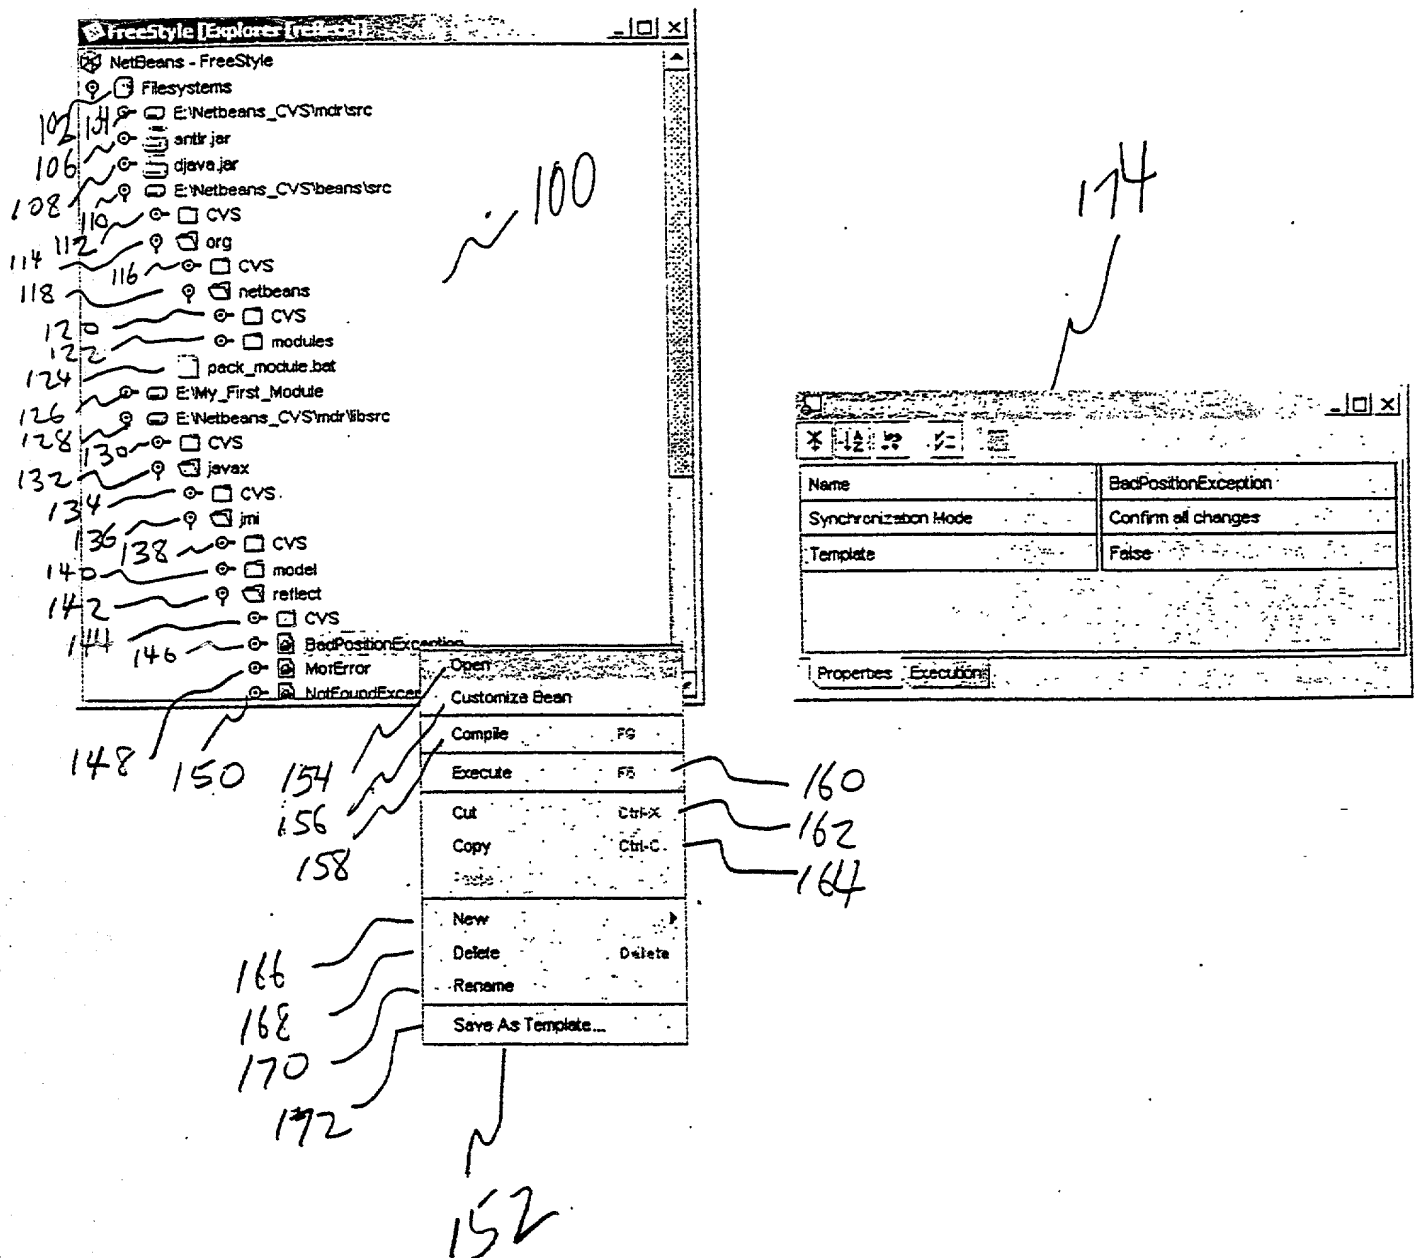 FreeStyle [Explorer [reflect]]
NetBeans - FreeStyle
Filesystems
102
104
E:\Netbeans_CVS\mdr\src
106
antlr.jar
108
djava.jar
110
E:\Netbeans_CVS\beans\src
112
CVS
114
org
116
CVS
118
netbeans
120
CVS
122
modules
124
pack_module.bat
126
E:\My_First_Module
128
E:\Netbeans_CVS\mdr\libsrc
130
CVS
132
javax
134
CVS
136
jmi
138
CVS
140
model
142
reflect
144
CVS
146
BadPositionException
148
MofError
150
NotFoundExcep
100
154
Open
156
Customize Bean
158
Compile F9
Execute F6
160
Cut Ctrl-X
162
Copy Ctrl-C
164
Paste
166
New
168
Delete Delete
170
Rename
172
Save As Template...
152
174
Name BadPositionException
Synchronization Mode Confirm all changes
Template False
Properties Execution